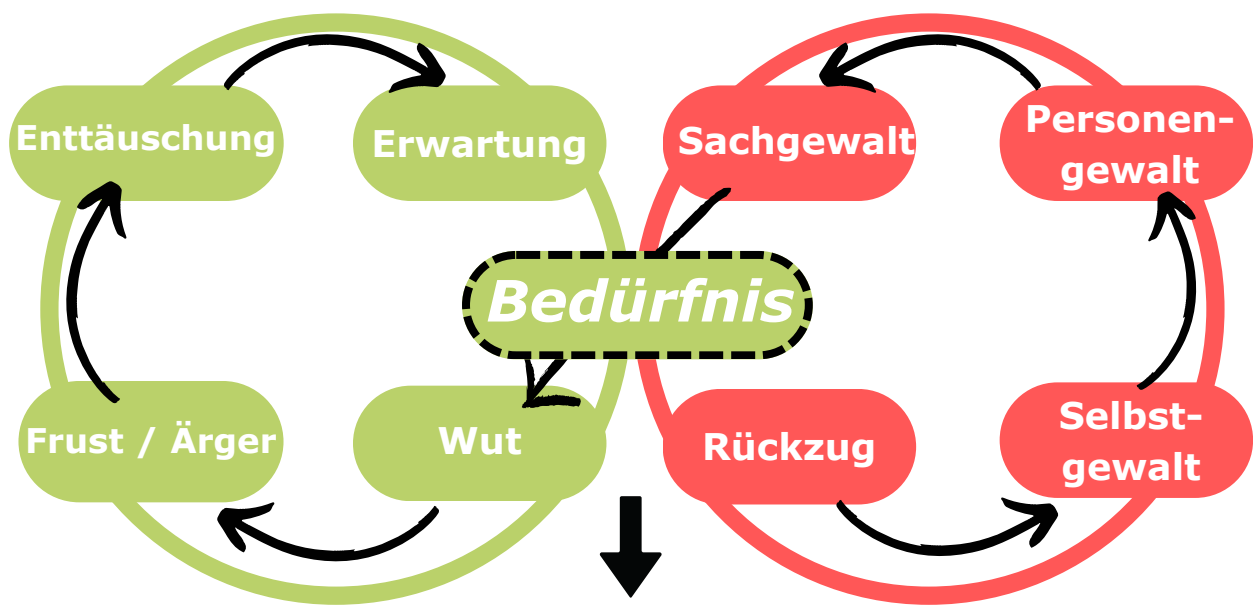 Enttäuschung
Erwartung
Sachgewalt
Personen-
gewalt
Bedürfnis
Frust / Ärger
Wut
Rückzug
Selbst-
gewalt